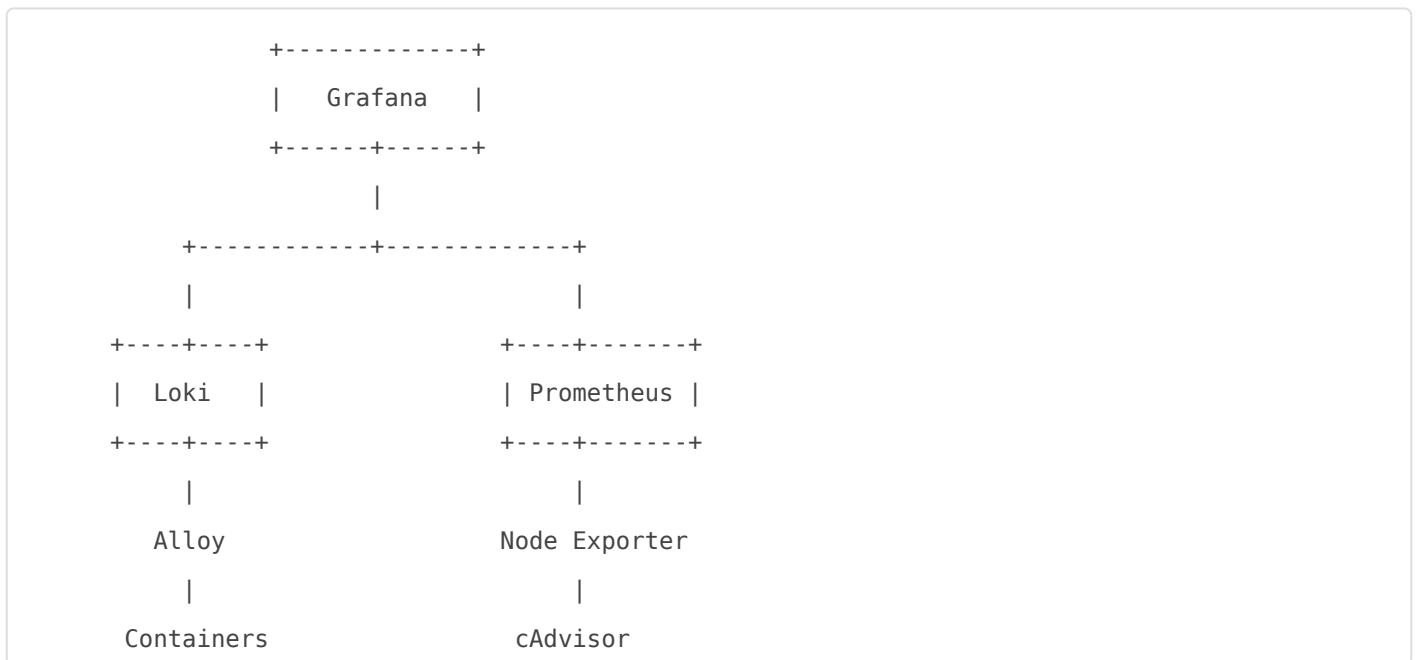 +-------------+
|   Grafana   |
+------+------+
|
+------------+-------------+
|                          |
+----+----+                +----+-------+
|  Loki   |                | Prometheus |
+----+----+                +----+-------+
|                          |
Alloy                   Node Exporter
|                          |
Containers                 cAdvisor